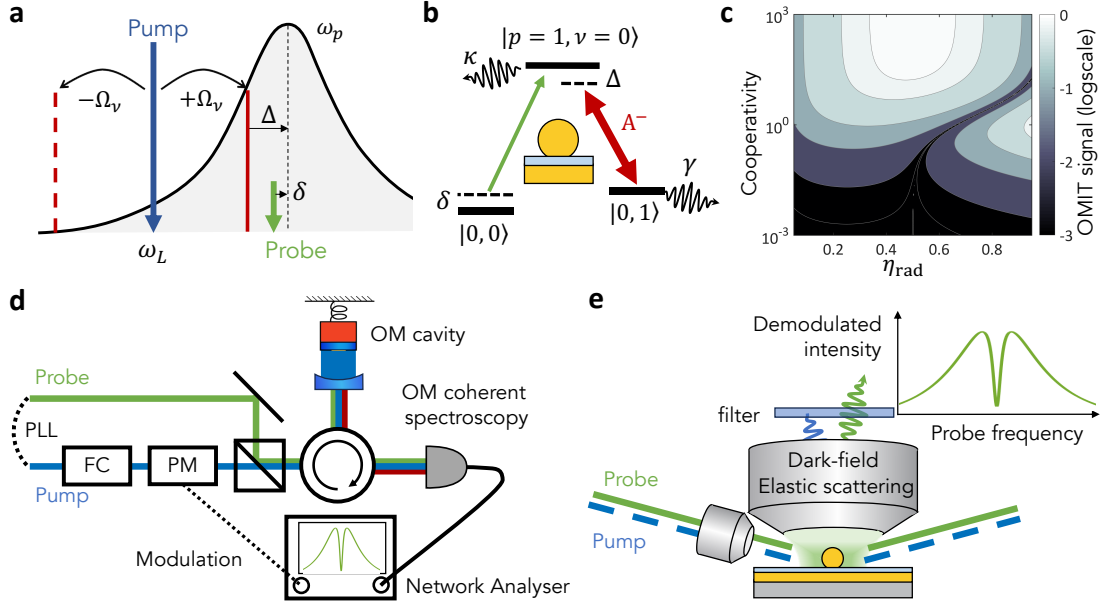 a
Pump
ω_p
−Ω_ν
+Ω_ν
Δ
δ
ω_L
Probe
b
|p = 1, ν = 0⟩
κ
Δ
A⁻
γ
δ
|0, 0⟩
|0, 1⟩
c
10³
10⁰
10⁻³
Cooperativity
0.2
0.4
0.6
0.8
η_rad
0
-1
-2
-3
OMIT signal (logscale)
d
OM cavity
Probe
OM coherent
spectroscopy
PLL
FC
PM
Pump
Modulation
Network Analyser
e
Demodulated
intensity
filter
Probe frequency
Dark-field
Elastic scattering
Probe
Pump